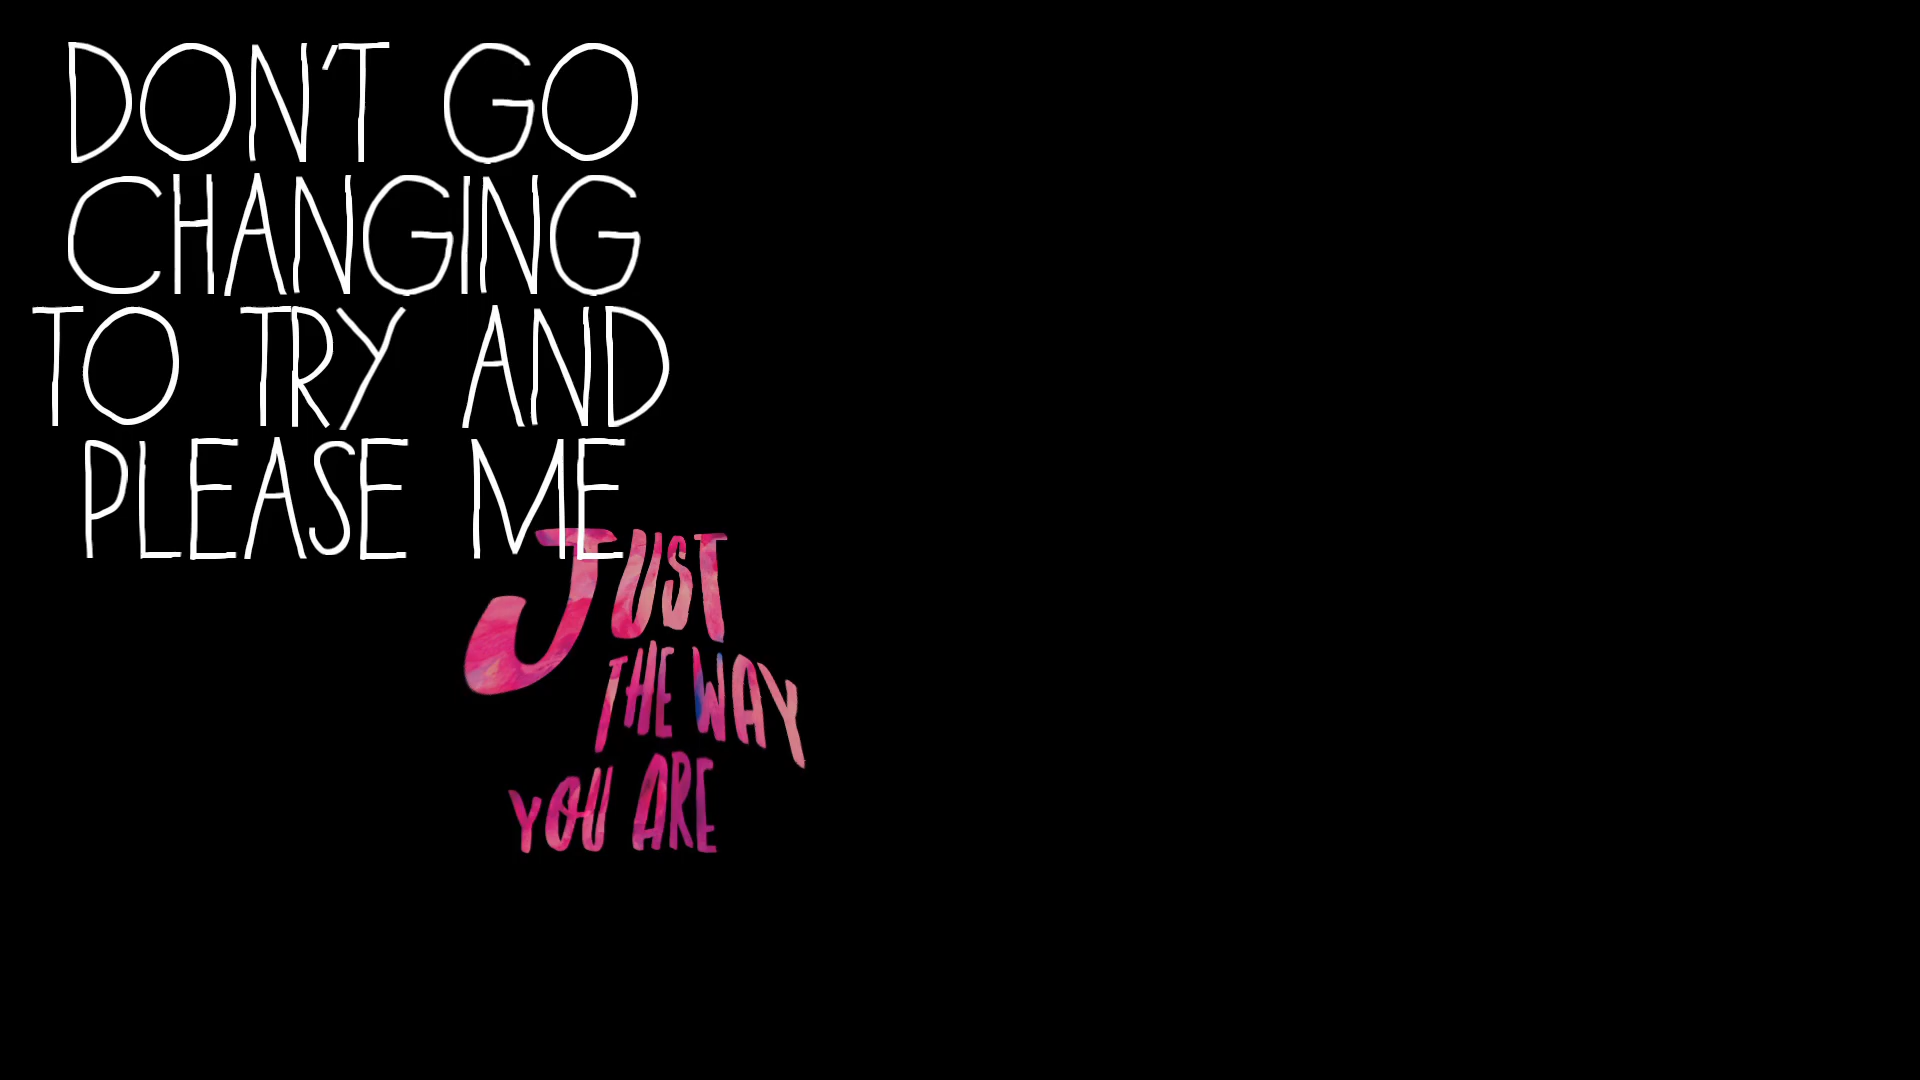 DON'T GO
CHANGING
TO TRY AND
PLEASE ME
JUST
THE WAY
YOU ARE